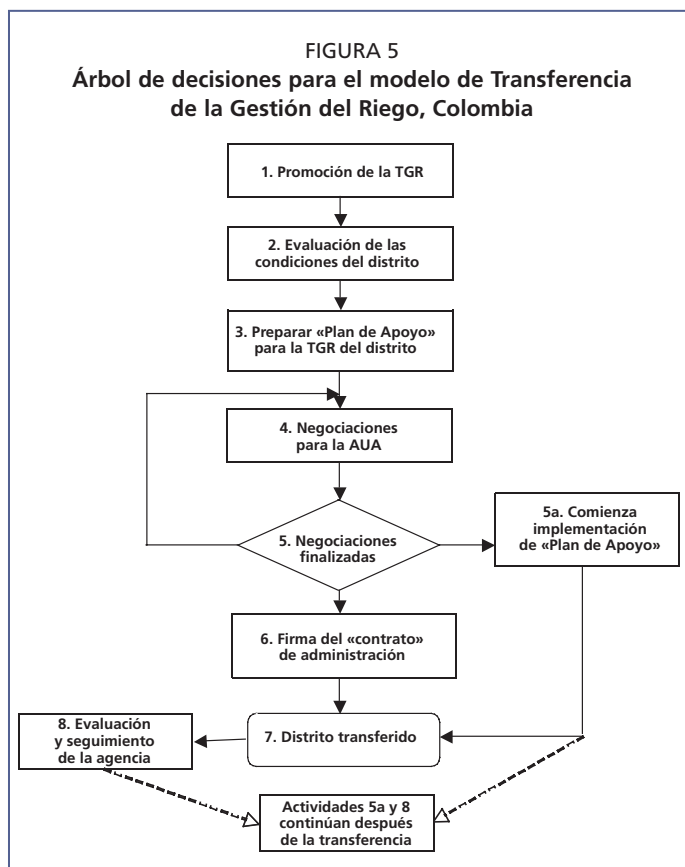 FIGURA 5
Árbol de decisiones para el modelo de Transferencia
de la Gestión del Riego, Colombia
1. Promoción de la TGR
2. Evaluación de las
condiciones del distrito
3. Preparar «Plan de Apoyo»
para la TGR del distrito
4. Negociaciones
para la AUA
5. Negociaciones
finalizadas
5a. Comienza
implementación
de «Plan de Apoyo»
6. Firma del «contrato»
de administración
7. Distrito transferido
8. Evaluación
y seguimiento
de la agencia
Actividades 5a y 8
continúan después
de la transferencia